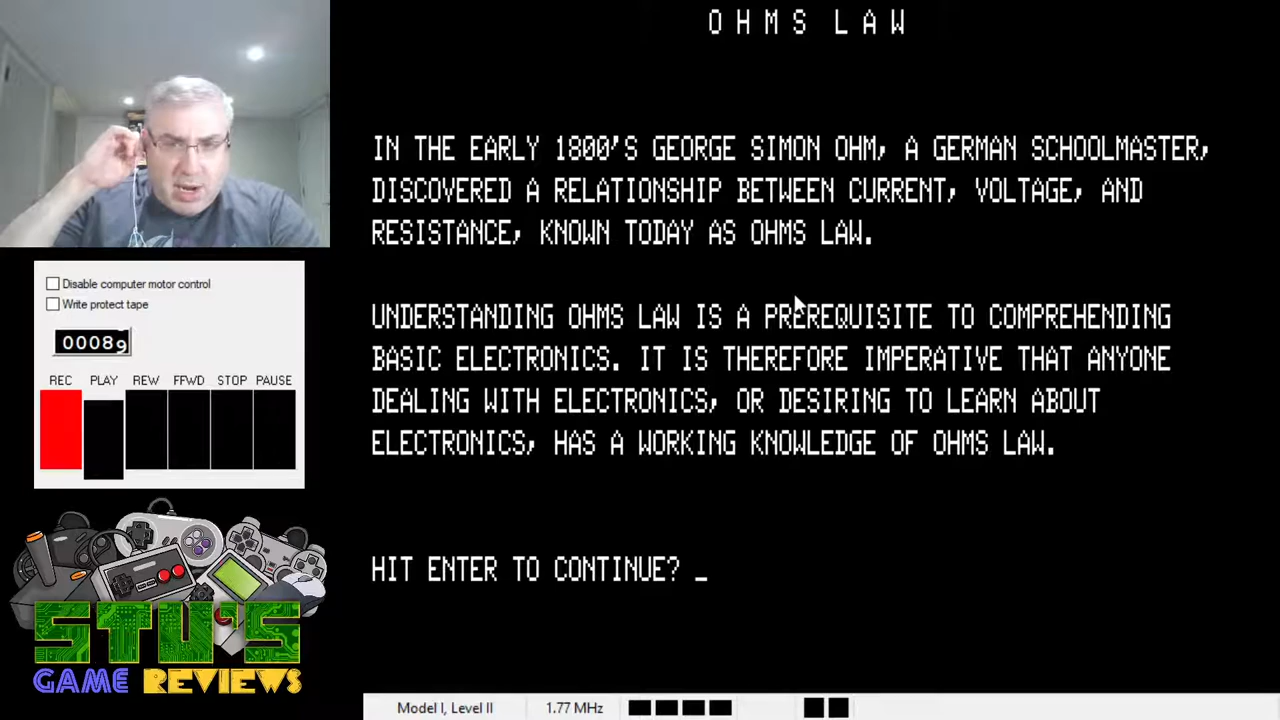 OHMS LAW
IN THE EARLY 1800'S GEORGE SIMON OHM, A GERMAN SCHOOLMASTER,
DISCOVERED A RELATIONSHIP BETWEEN CURRENT, VOLTAGE, AND
RESISTANCE, KNOWN TODAY AS OHMS LAW.
UNDERSTANDING OHMS LAW IS A PREREQUISITE TO COMPREHENDING
BASIC ELECTRONICS. IT IS THEREFORE IMPERATIVE THAT ANYONE
DEALING WITH ELECTRONICS, OR DESIRING TO LEARN ABOUT
ELECTRONICS, HAS A WORKING KNOWLEDGE OF OHMS LAW.
HIT ENTER TO CONTINUE? _
Disable computer motor control
Write protect tape
00089
REC PLAY REW FFWD STOP PAUSE
STU'S
GAME REVIEWS
Model I, Level II 1.77 MHz